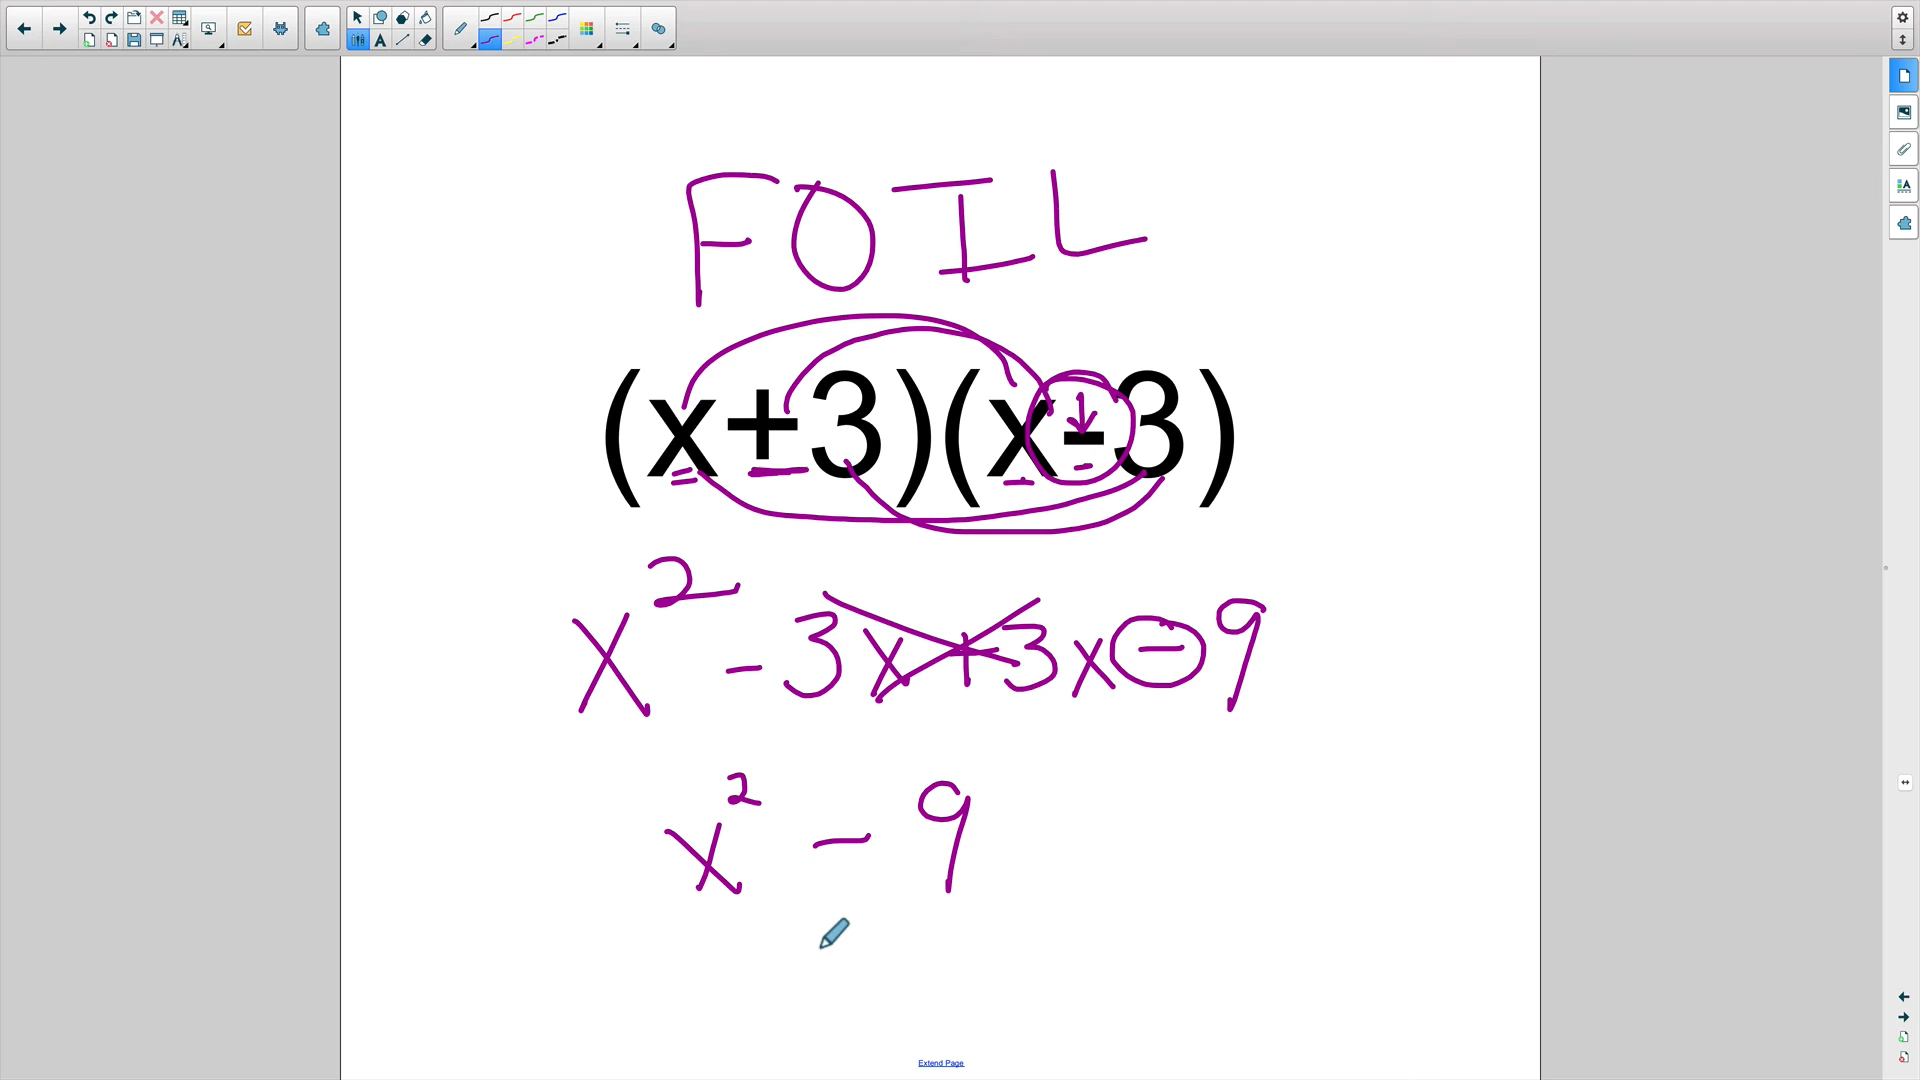 FOIL
(x+3)(x-3)
x² - 3x + 3x - 9
x² - 9
Extend Page